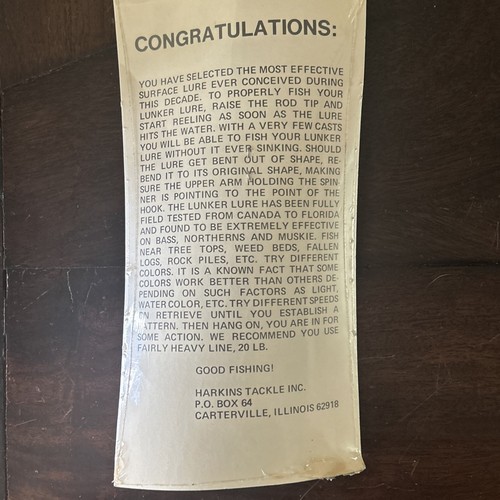 CONGRATULATIONS:
YOU HAVE SELECTED THE MOST EFFECTIVE
SURFACE LURE EVER CONCEIVED DURING
THIS DECADE. TO PROPERLY FISH YOUR
LUNKER LURE, RAISE THE ROD TIP AND
START REELING AS SOON AS THE LURE
HITS THE WATER. WITH A VERY FEW CASTS
YOU WILL BE ABLE TO FISH YOUR LUNKER
LURE WITHOUT IT EVER SINKING. SHOULD
THE LURE GET BENT OUT OF SHAPE, RE-
BEND IT TO ITS ORIGINAL SHAPE, MAKING
SURE THE UPPER ARM HOLDING THE SPIN-
NER IS POINTING TO THE POINT OF THE
HOOK. THE LUNKER LURE HAS BEEN FULLY
FIELD TESTED FROM CANADA TO FLORIDA
AND FOUND TO BE EXTREMELY EFFECTIVE
ON BASS, NORTHERNS AND MUSKIE. FISH
NEAR TREE TOPS, WEED BEDS, FALLEN
LOGS, ROCK PILES, ETC. TRY DIFFERENT
COLORS. IT IS A KNOWN FACT THAT SOME
COLORS WORK BETTER THAN OTHERS DE-
PENDING ON SUCH FACTORS AS LIGHT,
WATER COLOR, ETC. TRY DIFFERENT SPEEDS
ON RETRIEVE UNTIL YOU ESTABLISH A
PATTERN. THEN HANG ON, YOU ARE IN FOR
SOME ACTION. WE RECOMMEND YOU USE
FAIRLY HEAVY LINE, 20 LB.
GOOD FISHING!
HARKINS TACKLE INC.
P.O. BOX 64
CARTERVILLE, ILLINOIS 62918